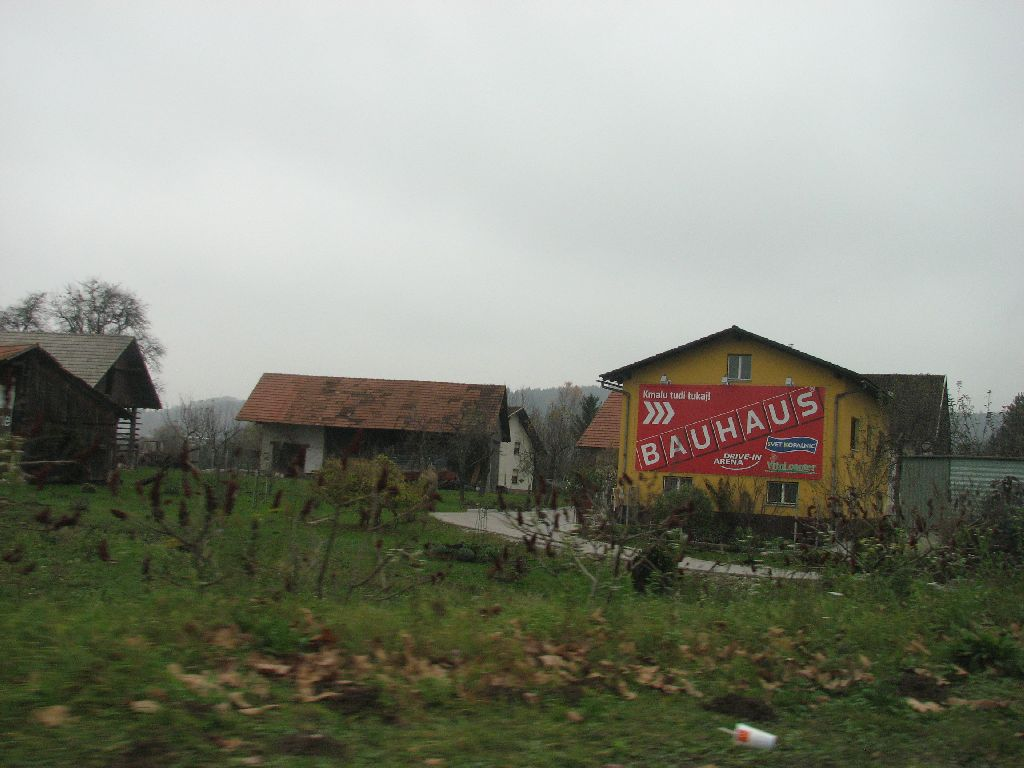 Kmalu tudi tukaj!
BAUHAUS
DRIVE-IN
ARENA
SVET KOPALNIC